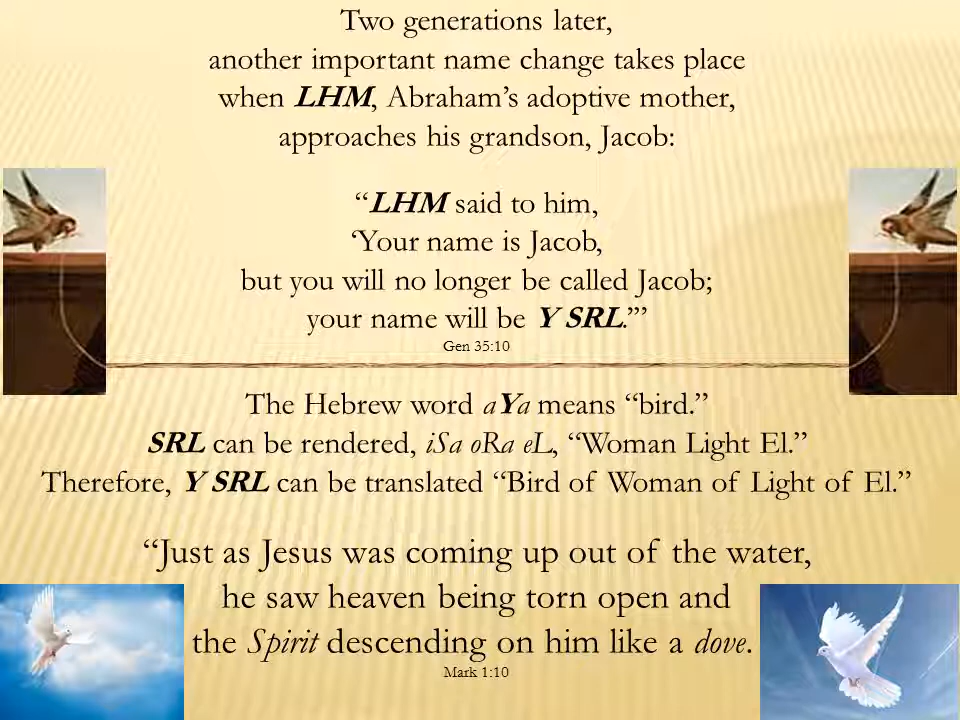 Two generations later,
another important name change takes place
when LHM, Abraham’s adoptive mother,
approaches his grandson, Jacob:
“LHM said to him,
‘Your name is Jacob,
but you will no longer be called Jacob;
your name will be Y SRL.’”
Gen 35:10
The Hebrew word aYa means “bird.”
SRL can be rendered, iSa oRa eL, “Woman Light El.”
Therefore, Y SRL can be translated “Bird of Woman of Light of El.”
“Just as Jesus was coming up out of the water,
he saw heaven being torn open and
the Spirit descending on him like a dove.
Mark 1:10